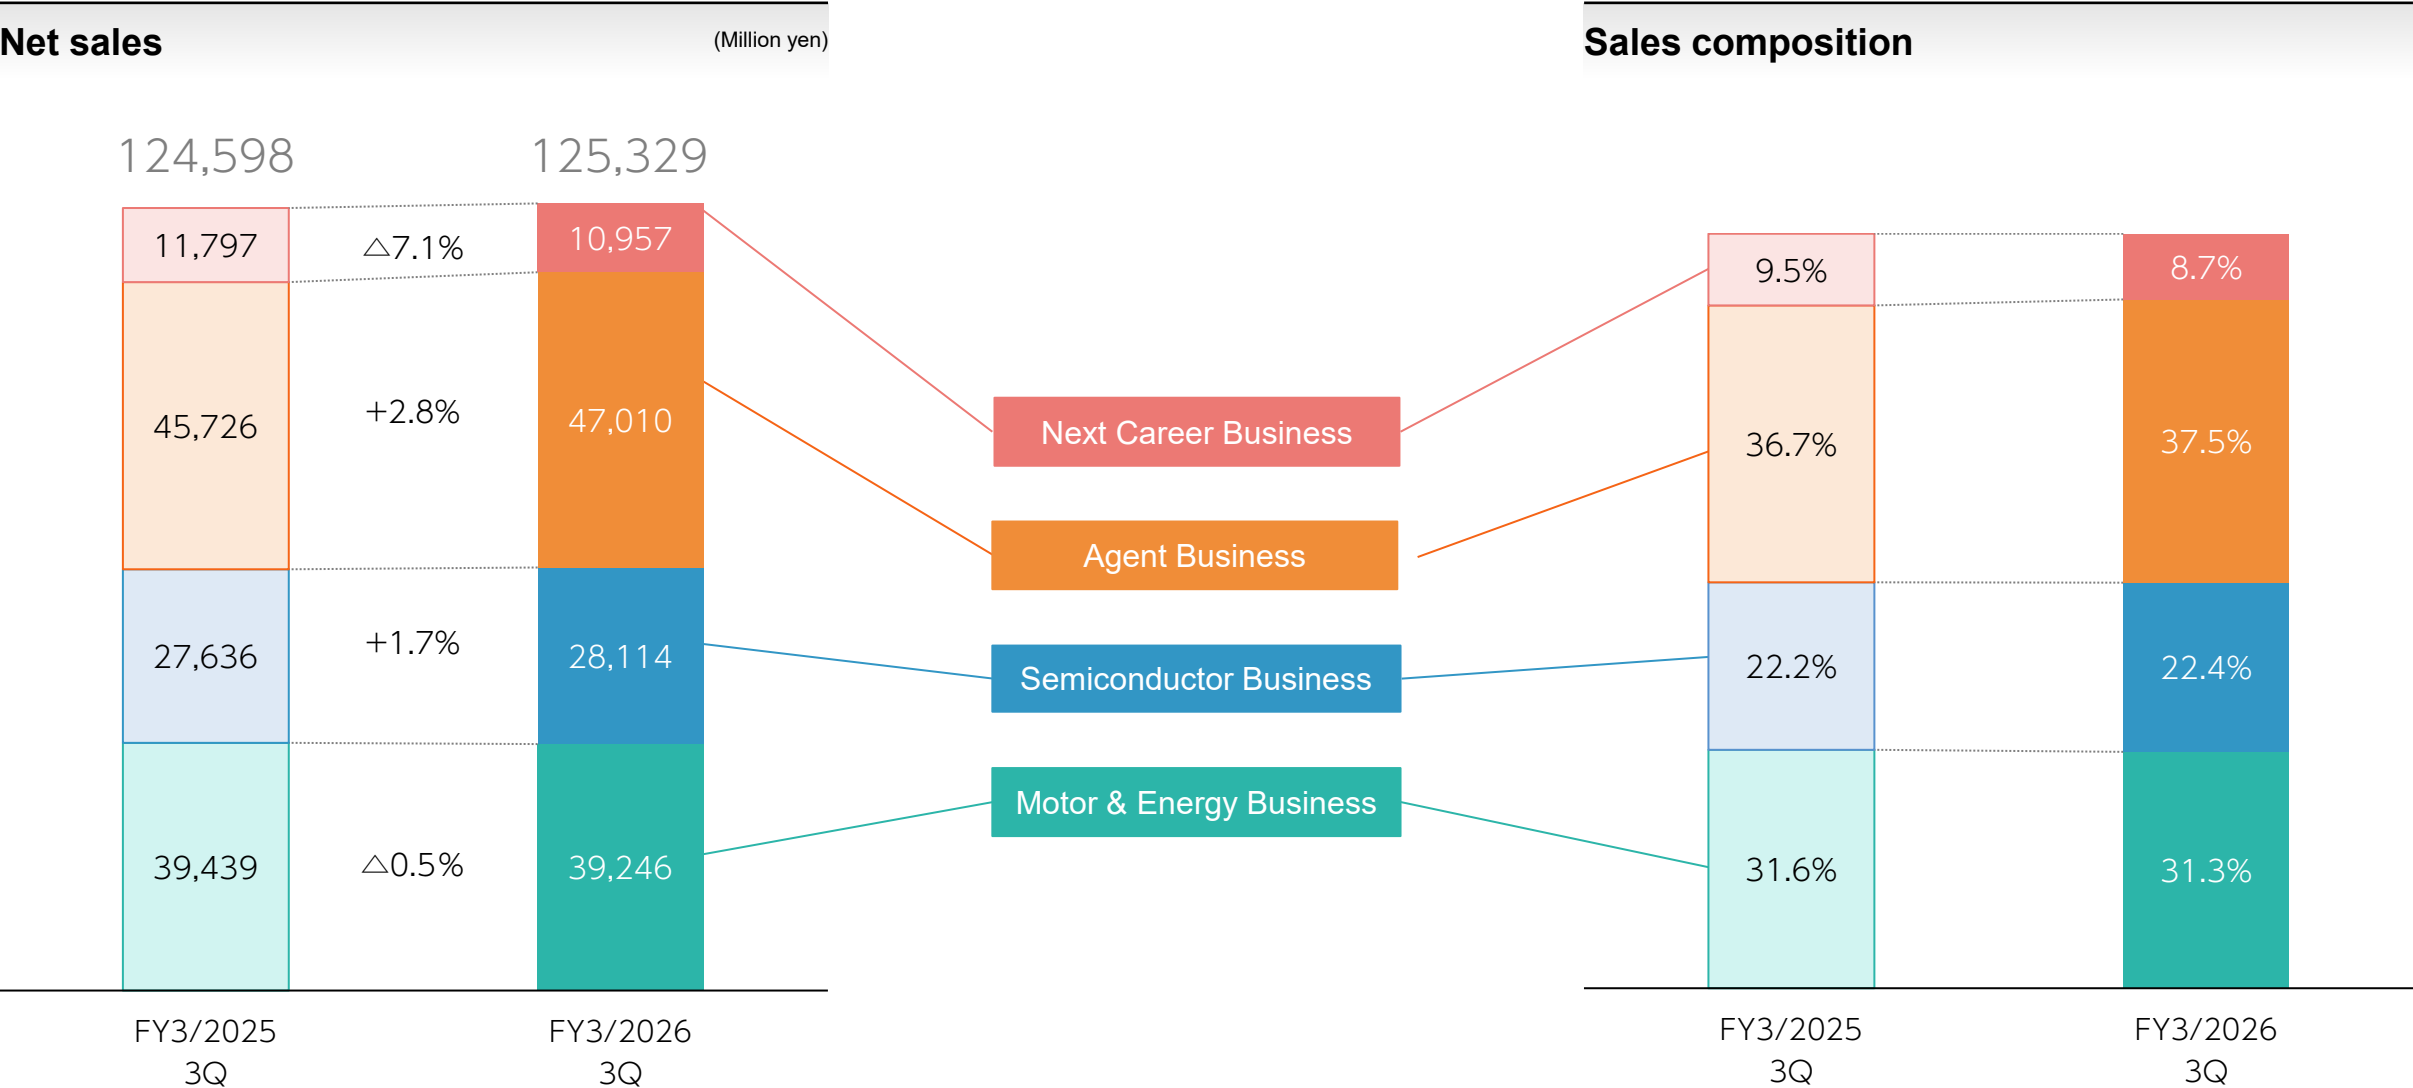 Net sales
(Million yen)
124,598
125,329
11,797
△7.1%
10,957
45,726
+2.8%
47,010
27,636
+1.7%
28,114
39,439
△0.5%
39,246
FY3/2025
3Q
FY3/2026
3Q
Next Career Business
Agent Business
Semiconductor Business
Motor & Energy Business
Sales composition
9.5%
8.7%
36.7%
37.5%
22.2%
22.4%
31.6%
31.3%
FY3/2025
3Q
FY3/2026
3Q